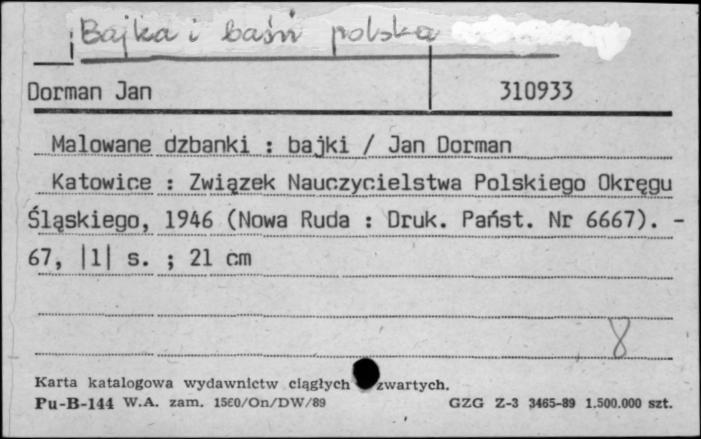 Bajka i baśń polska
Dorman Jan 310933
Malowane dzbanki : bajki / Jan Dorman
Katowice : Związek Nauczycielstwa Polskiego Okręgu
Śląskiego, 1946 (Nowa Ruda : Druk. Państ. Nr 6667). -
67, |1| s. ; 21 cm
8
Karta katalogowa wydawnictw ciągłych zwartych.
Pu-B-144 W.A. zam. 1560/On/DW/89 GZG Z-3 3465-89 1.500.000 szt.